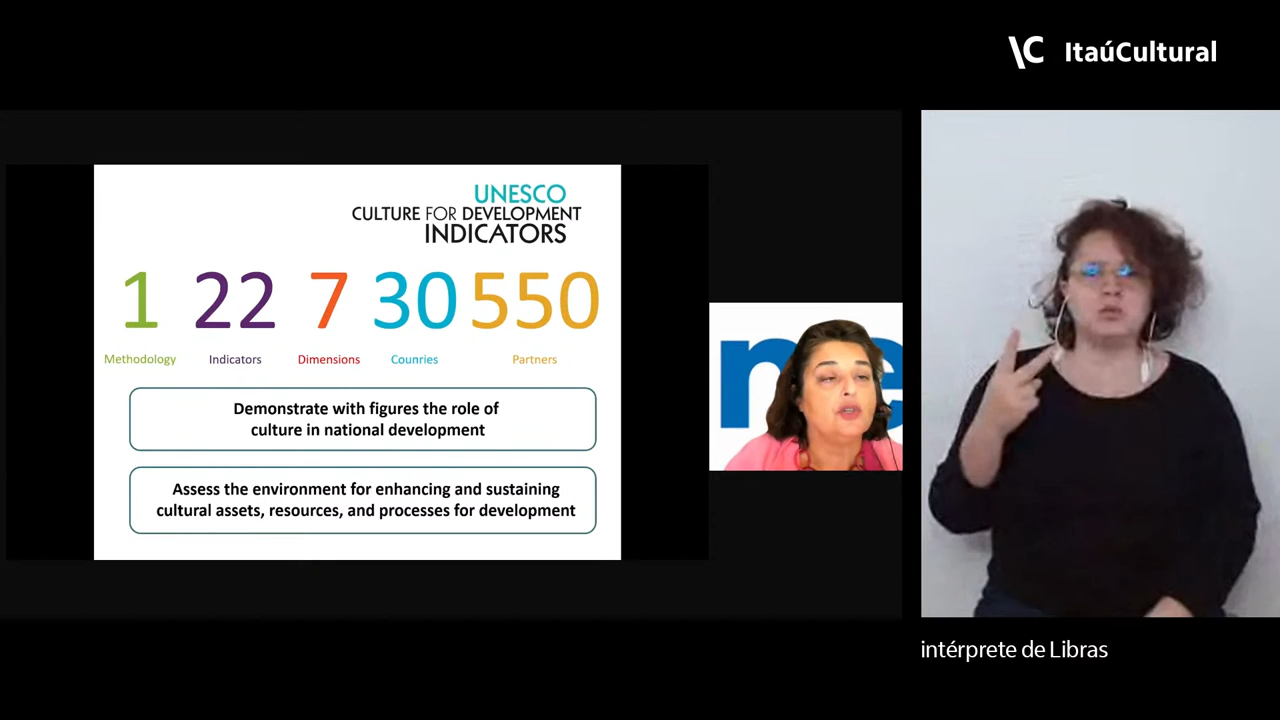 \C ItaúCultural
UNESCO
CULTURE FOR DEVELOPMENT
INDICATORS
1 22 7 30 550
Methodology Indicators Dimensions Counries Partners
Demonstrate with figures the role of
culture in national development
Assess the environment for enhancing and sustaining
cultural assets, resources, and processes for development
intérprete de Libras